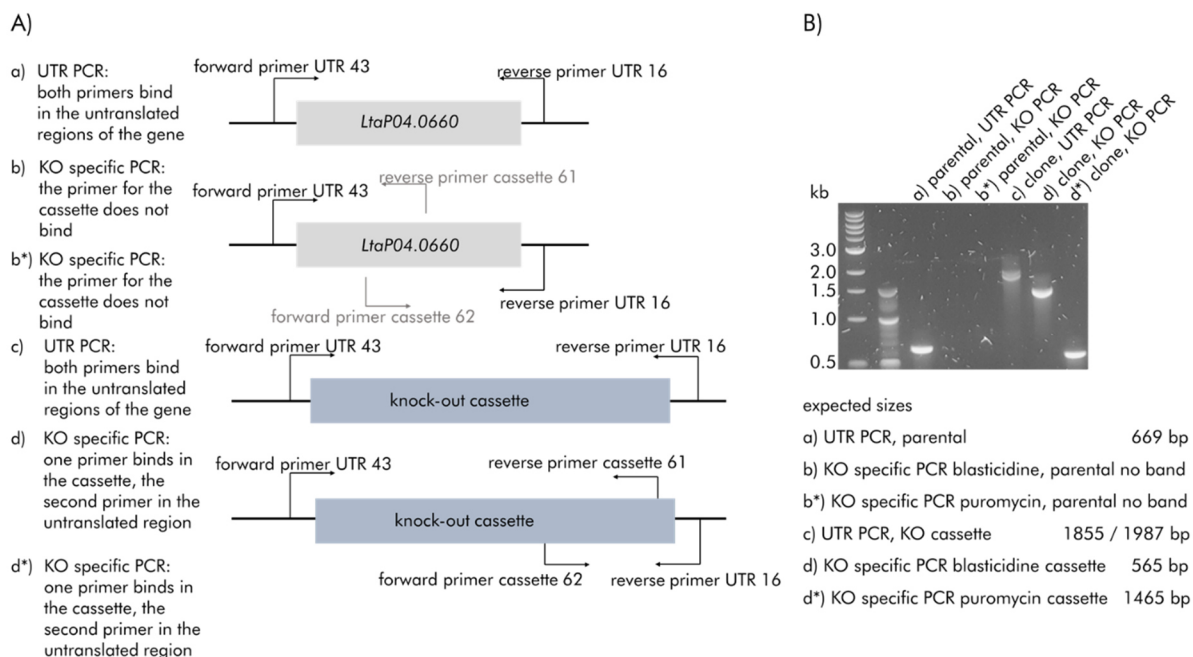 A)
a) UTR PCR:
both primers bind
in the untranslated
regions of the gene
forward primer UTR 43
reverse primer UTR 16
LtaP04.0660
b) KO specific PCR:
the primer for the
cassette does not
bind
b*) KO specific PCR:
the primer for the
cassette does not
bind
forward primer UTR 43
reverse primer cassette 61
LtaP04.0660
forward primer cassette 62
reverse primer UTR 16
c) UTR PCR:
both primers bind
in the untranslated
regions of the gene
forward primer UTR 43
reverse primer UTR 16
knock-out cassette
d) KO specific PCR:
one primer binds in
the cassette, the
second primer in the
untranslated region
forward primer UTR 43
reverse primer cassette 61
knock-out cassette
forward primer cassette 62
reverse primer UTR 16
d*) KO specific PCR:
one primer binds in
the cassette, the
second primer in the
untranslated region
B)
a) parental, UTR PCR
b) parental, KO PCR
b*) parental, KO PCR
c) clone, UTR PCR
d) clone, KO PCR
d*) clone, KO PCR
kb
3.0
2.0
1.5
1.0
0.5
expected sizes
a) UTR PCR, parental 669 bp
b) KO specific PCR blasticidine, parental no band
b*) KO specific PCR puromycin, parental no band
c) UTR PCR, KO cassette 1855 / 1987 bp
d) KO specific PCR blasticidine cassette 565 bp
d*) KO specific PCR puromycin cassette 1465 bp